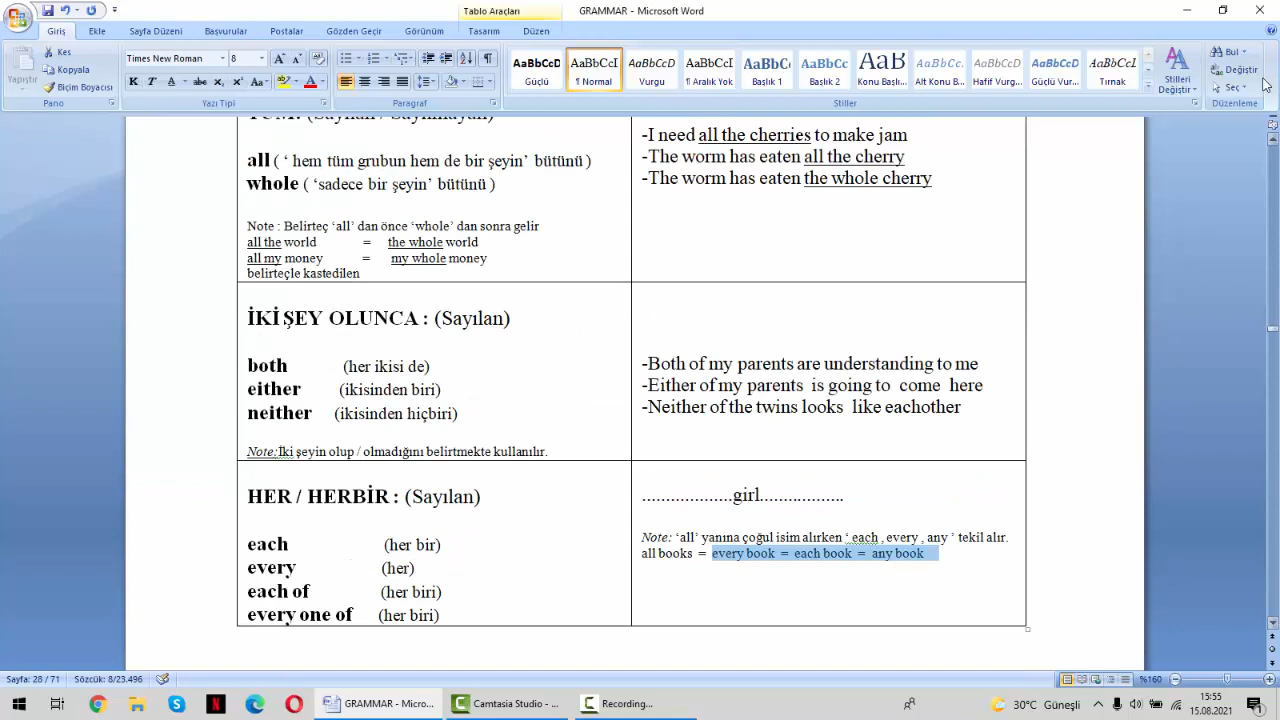 Tablo Araçları
GRAMMAR - Microsoft Word
Giriş Ekle Sayfa Düzeni Başvurular Postalar Gözden Geçir Görünüm Tasarım Düzen
Yapıştır
Kes
Kopyala
Biçim Boyacısı
Pano
Times New Roman 8
Yazı Tipi
Paragraf
AaBbCcD AaBbCcI AaBbCcD AaBbCcI AaBbC AaBbCc AaB AaBbCc. AaBbCcD AaBbCcD AaBbCcI
Güçlü ¶ Normal Vurgu ¶ Aralık Yok Başlık 1 Başlık 2 Konu Başlı... Alt Konu B... Hafif Vurg... Güçlü Vur... Tırnak
Stiller
Stilleri Değiştir
Bul
Değiştir
Seç
Düzenleme
-I need all the cherries to make jam
-The worm has eaten all the cherry
-The worm has eaten the whole cherry
all ( ‘ hem tüm grubun hem de bir şeyin’ bütünü )
whole ( ‘sadece bir şeyin’ bütünü )
Note : Belirteç ‘all’ dan önce ‘whole’ dan sonra gelir
all the world = the whole world
all my money = my whole money
belirteçle kastedilen
İKİ ŞEY OLUNCA : (Sayılan)
both (her ikisi de)
either (ikisinden biri)
neither (ikisinden hiçbiri)
Note;İki şeyin olup / olmadığını belirtmekte kullanılır.
-Both of my parents are understanding to me
-Either of my parents is going to come here
-Neither of the twins looks like eachother
HER / HERBİR : (Sayılan)
each (her bir)
every (her)
each of (her biri)
every one of (her biri)
...................girl..................
Note: ‘all’ yanına çoğul isim alırken ‘ each , every , any ’ tekil alır.
all books = every book = each book = any book
Sayfa: 28 / 71 Sözcük: 8/23.496 %160
GRAMMAR - Micro... Camtasia Studio - ... Recording...
30°C Güneşli
15:55
15.08.2021